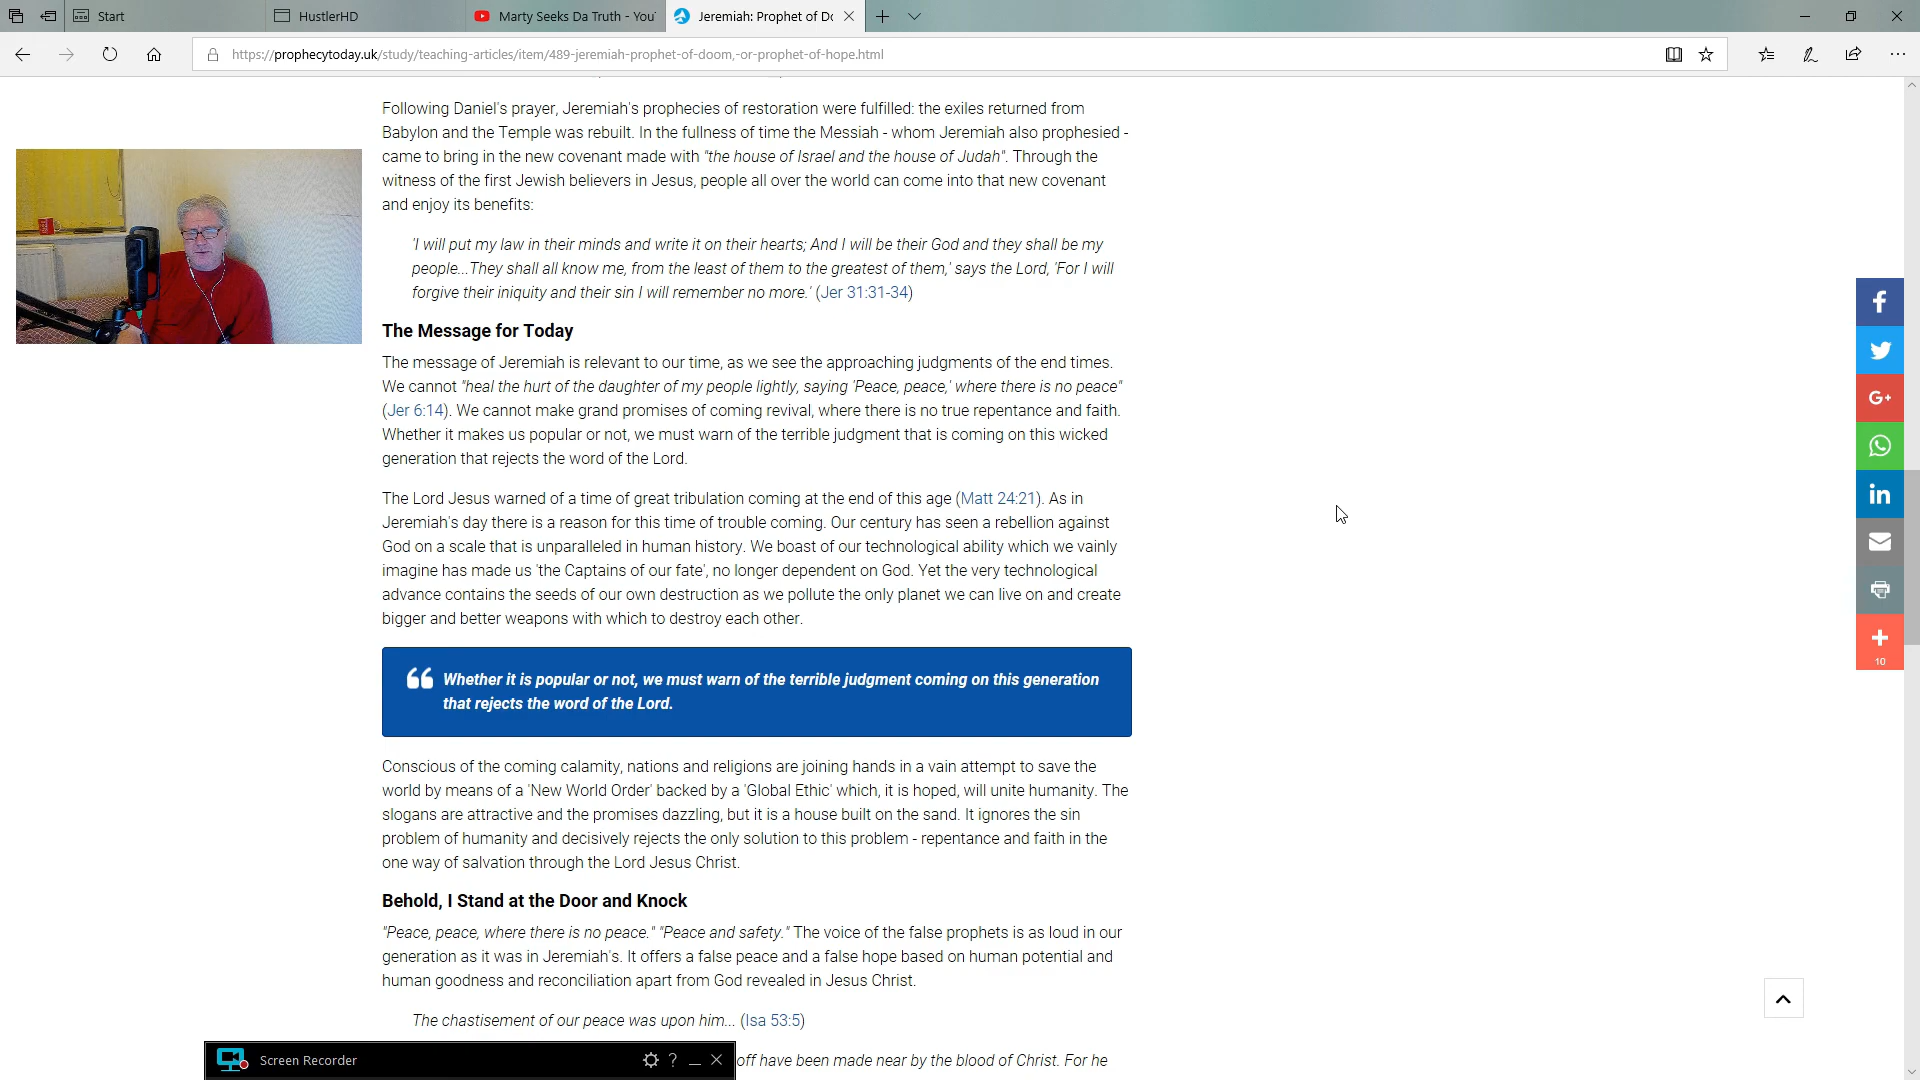 Start
HustlerHD
Marty Seeks Da Truth - You
Jeremiah: Prophet of Do
https://prophecytoday.uk/study/teaching-articles/item/489-jeremiah-prophet-of-doom,-or-prophet-of-hope.html
Following Daniel's prayer, Jeremiah's prophecies of restoration were fulfilled: the exiles returned from
Babylon and the Temple was rebuilt. In the fullness of time the Messiah - whom Jeremiah also prophesied -
came to bring in the new covenant made with "the house of Israel and the house of Judah". Through the
witness of the first Jewish believers in Jesus, people all over the world can come into that new covenant
and enjoy its benefits:
'I will put my law in their minds and write it on their hearts; And I will be their God and they shall be my
people...They shall all know me, from the least of them to the greatest of them,' says the Lord, 'For I will
forgive their iniquity and their sin I will remember no more.' (Jer 31:31-34)
The Message for Today
The message of Jeremiah is relevant to our time, as we see the approaching judgments of the end times.
We cannot "heal the hurt of the daughter of my people lightly, saying 'Peace, peace,' where there is no peace"
(Jer 6:14). We cannot make grand promises of coming revival, where there is no true repentance and faith.
Whether it makes us popular or not, we must warn of the terrible judgment that is coming on this wicked
generation that rejects the word of the Lord.
The Lord Jesus warned of a time of great tribulation coming at the end of this age (Matt 24:21). As in
Jeremiah's day there is a reason for this time of trouble coming. Our century has seen a rebellion against
God on a scale that is unparalleled in human history. We boast of our technological ability which we vainly
imagine has made us 'the Captains of our fate', no longer dependent on God. Yet the very technological
advance contains the seeds of our own destruction as we pollute the only planet we can live on and create
bigger and better weapons with which to destroy each other.
Whether it is popular or not, we must warn of the terrible judgment coming on this generation
that rejects the word of the Lord.
Conscious of the coming calamity, nations and religions are joining hands in a vain attempt to save the
world by means of a 'New World Order' backed by a 'Global Ethic' which, it is hoped, will unite humanity. The
slogans are attractive and the promises dazzling, but it is a house built on the sand. It ignores the sin
problem of humanity and decisively rejects the only solution to this problem - repentance and faith in the
one way of salvation through the Lord Jesus Christ.
Behold, I Stand at the Door and Knock
"Peace, peace, where there is no peace." "Peace and safety." The voice of the false prophets is as loud in our
generation as it was in Jeremiah's. It offers a false peace and a false hope based on human potential and
human goodness and reconciliation apart from God revealed in Jesus Christ.
The chastisement of our peace was upon him... (Isa 53:5)
off have been made near by the blood of Christ. For he
Screen Recorder
?
G+
in
10